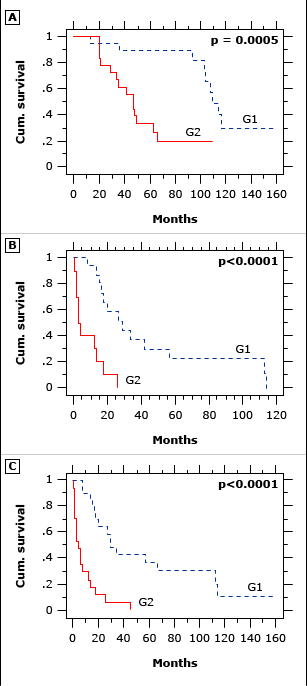 A
p = 0.0005
Cum. survival
1
.8
.6
.4
.2
0
G1
G2
0 20 40 60 80 100 120 140 160
Months
B
p<0.0001
Cum. survival
1
.8
.6
.4
.2
0
G1
G2
0 20 40 60 80 100 120
Months
C
p<0.0001
Cum. survival
1
.8
.6
.4
.2
0
G1
G2
0 20 40 60 80 100 120 140 160
Months